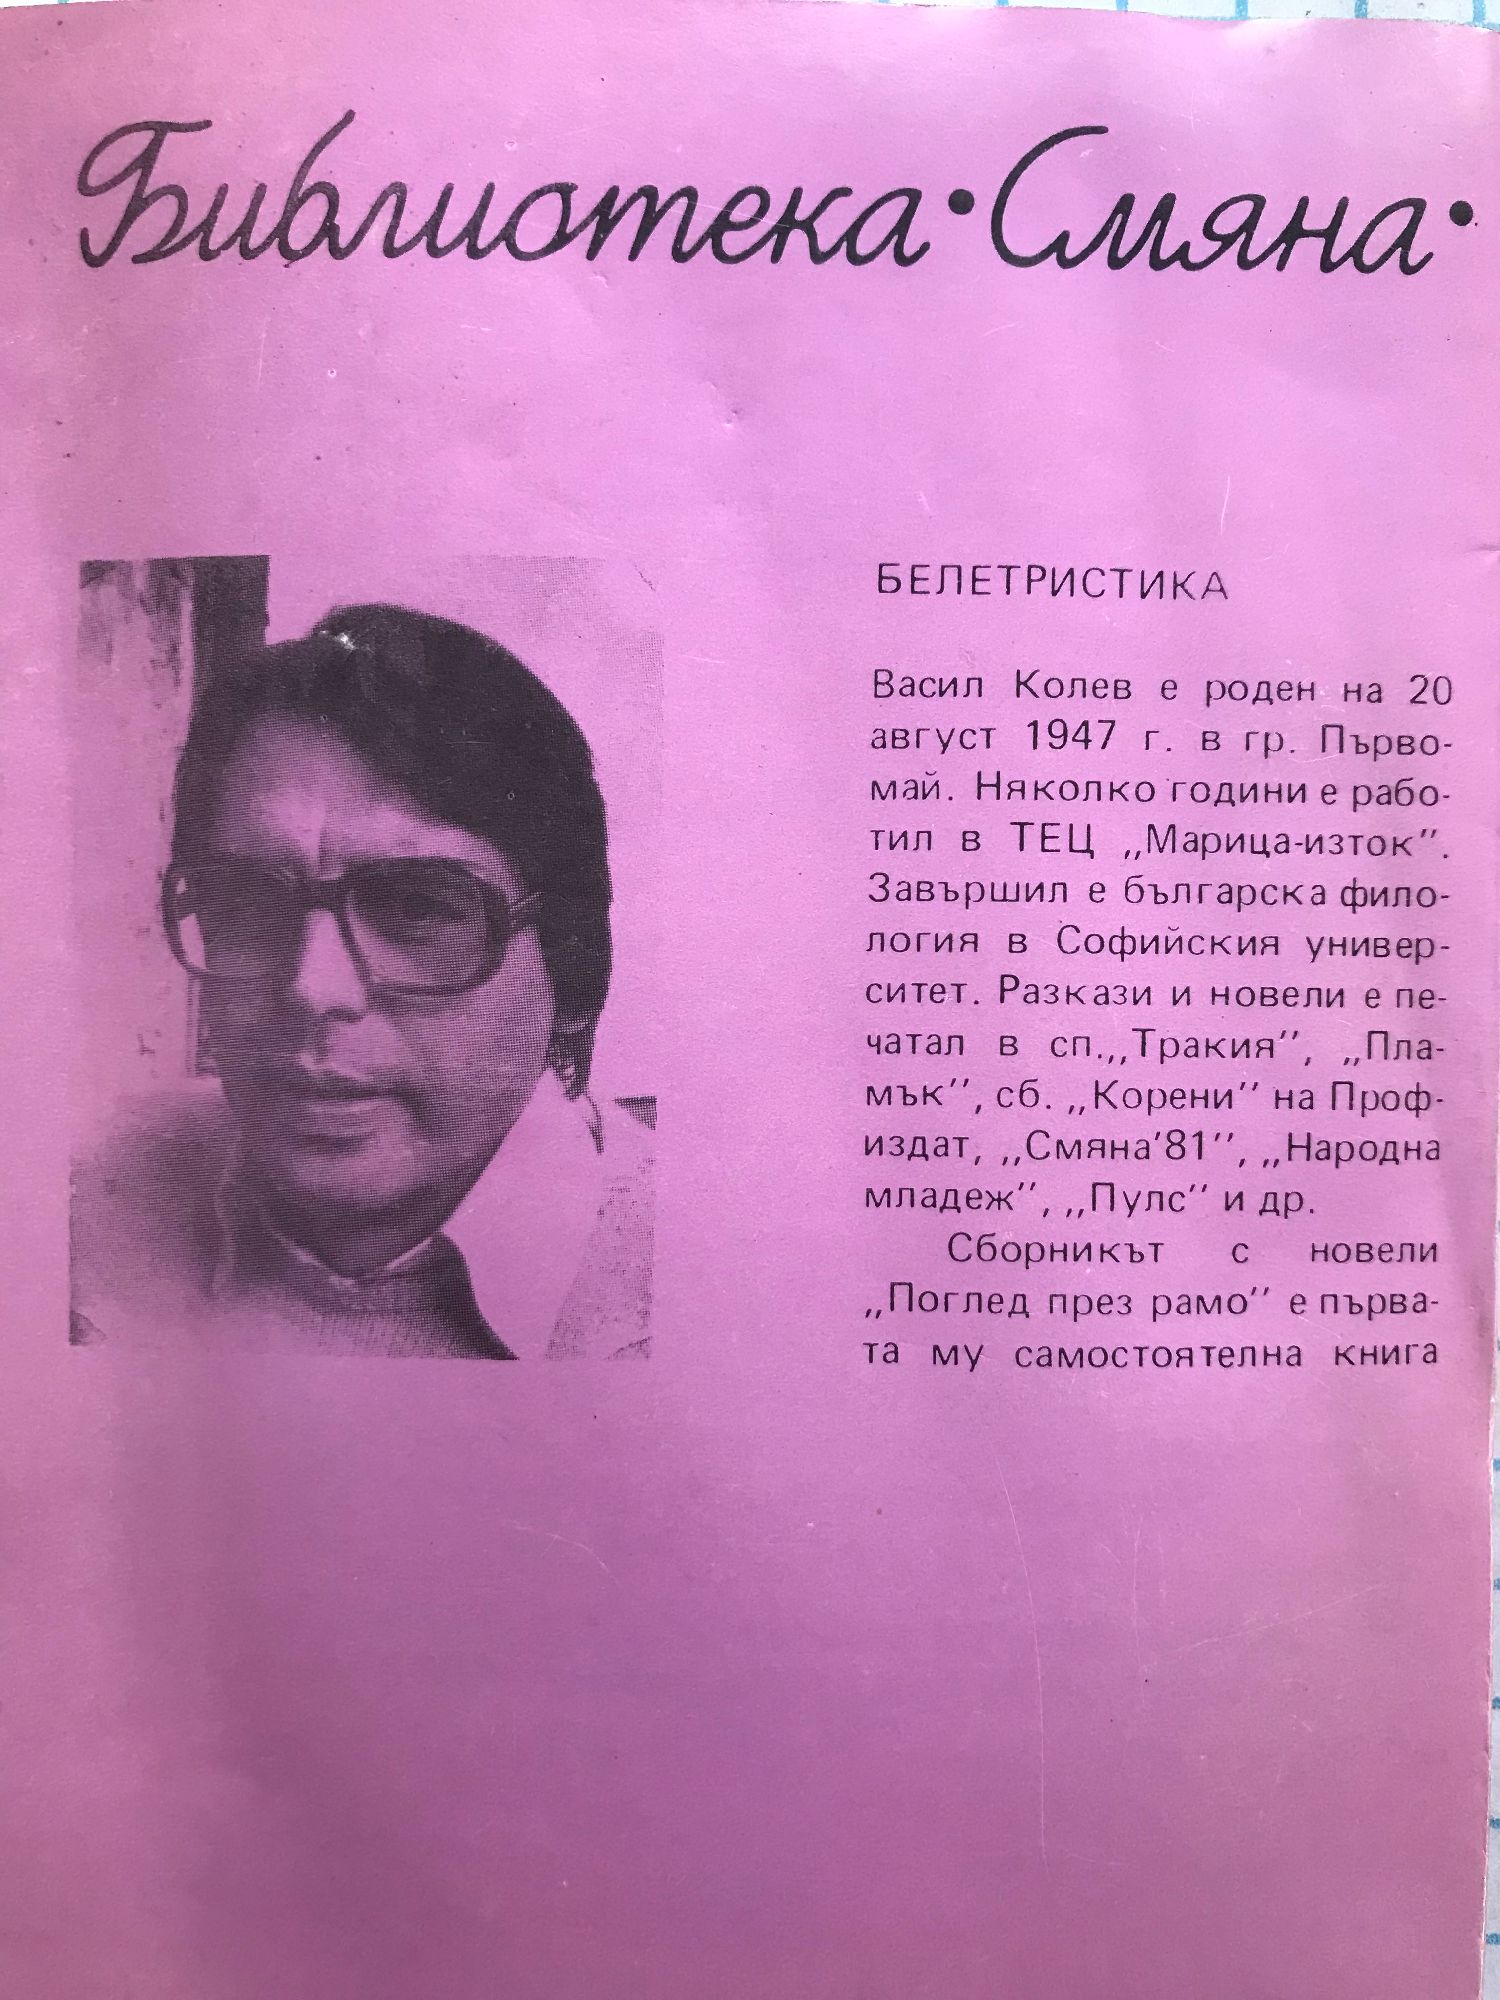 Библиотека · Смяна ·
БЕЛЕТРИСТИКА
Васил Колев е роден на 20
август 1947 г. в гр. Първо-
май. Няколко години е рабо-
тил в ТЕЦ „Марица-изток”.
Завършил е българска фило-
логия в Софийския универ-
ситет. Разкази и новели е пе-
чатал в сп.„Тракия”, „Пла-
мък”, сб. „Корени” на Проф-
издат, „Смяна’81”, „Народна
младеж”, „Пулс” и др.
Сборникът с новели
„Поглед през рамо” е първа-
та му самостоятелна книга